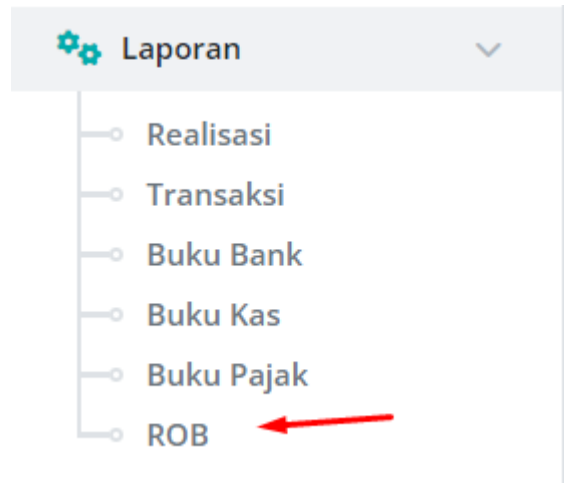 Laporan
Realisasi
Transaksi
Buku Bank
Buku Kas
Buku Pajak
ROB